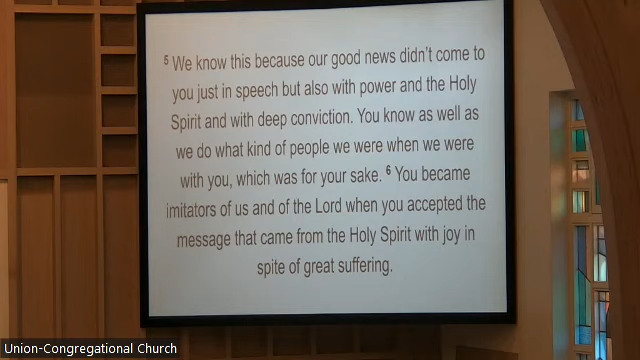 5 We know this because our good news didn't come to
you just in speech but also with power and the Holy
Spirit and with deep conviction. You know as well as
we do what kind of people we were when we were
with you, which was for your sake. 6 You became
imitators of us and of the Lord when you accepted the
message that came from the Holy Spirit with joy in
spite of great suffering.
Union-Congregational Church